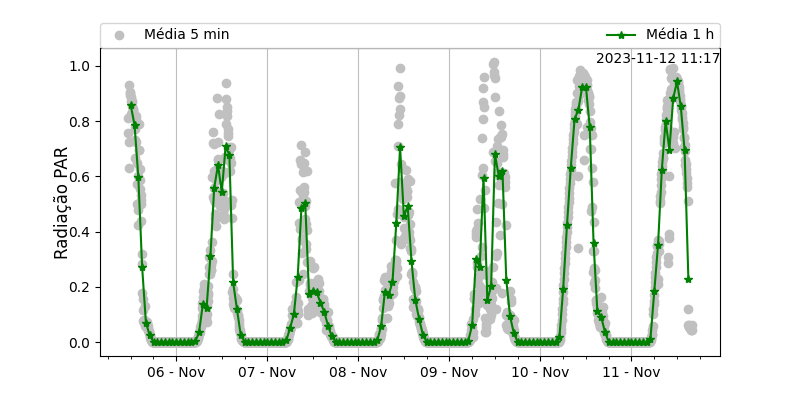 Média 5 min
Média 1 h
2023-11-12 11:17
Radiação PAR
1.0
0.8
0.6
0.4
0.2
0.0
06 - Nov
07 - Nov
08 - Nov
09 - Nov
10 - Nov
11 - Nov